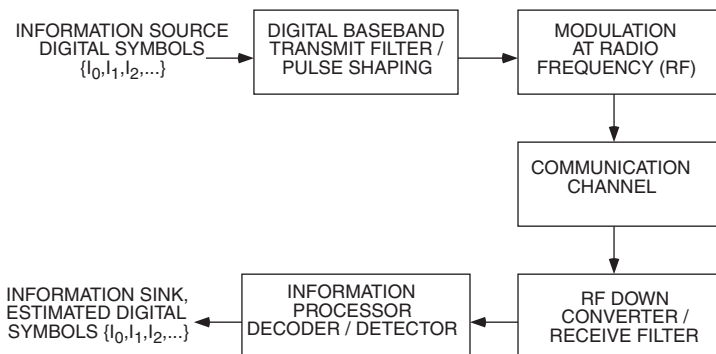 INFORMATION SOURCE
DIGITAL SYMBOLS
{I0,I1,I2,...}
DIGITAL BASEBAND
TRANSMIT FILTER /
PULSE SHAPING
MODULATION
AT RADIO
FREQUENCY (RF)
COMMUNICATION
CHANNEL
RF DOWN
CONVERTER /
RECEIVE FILTER
INFORMATION
PROCESSOR
DECODER / DETECTOR
INFORMATION SINK,
ESTIMATED DIGITAL
SYMBOLS {I0,I1,I2,...}